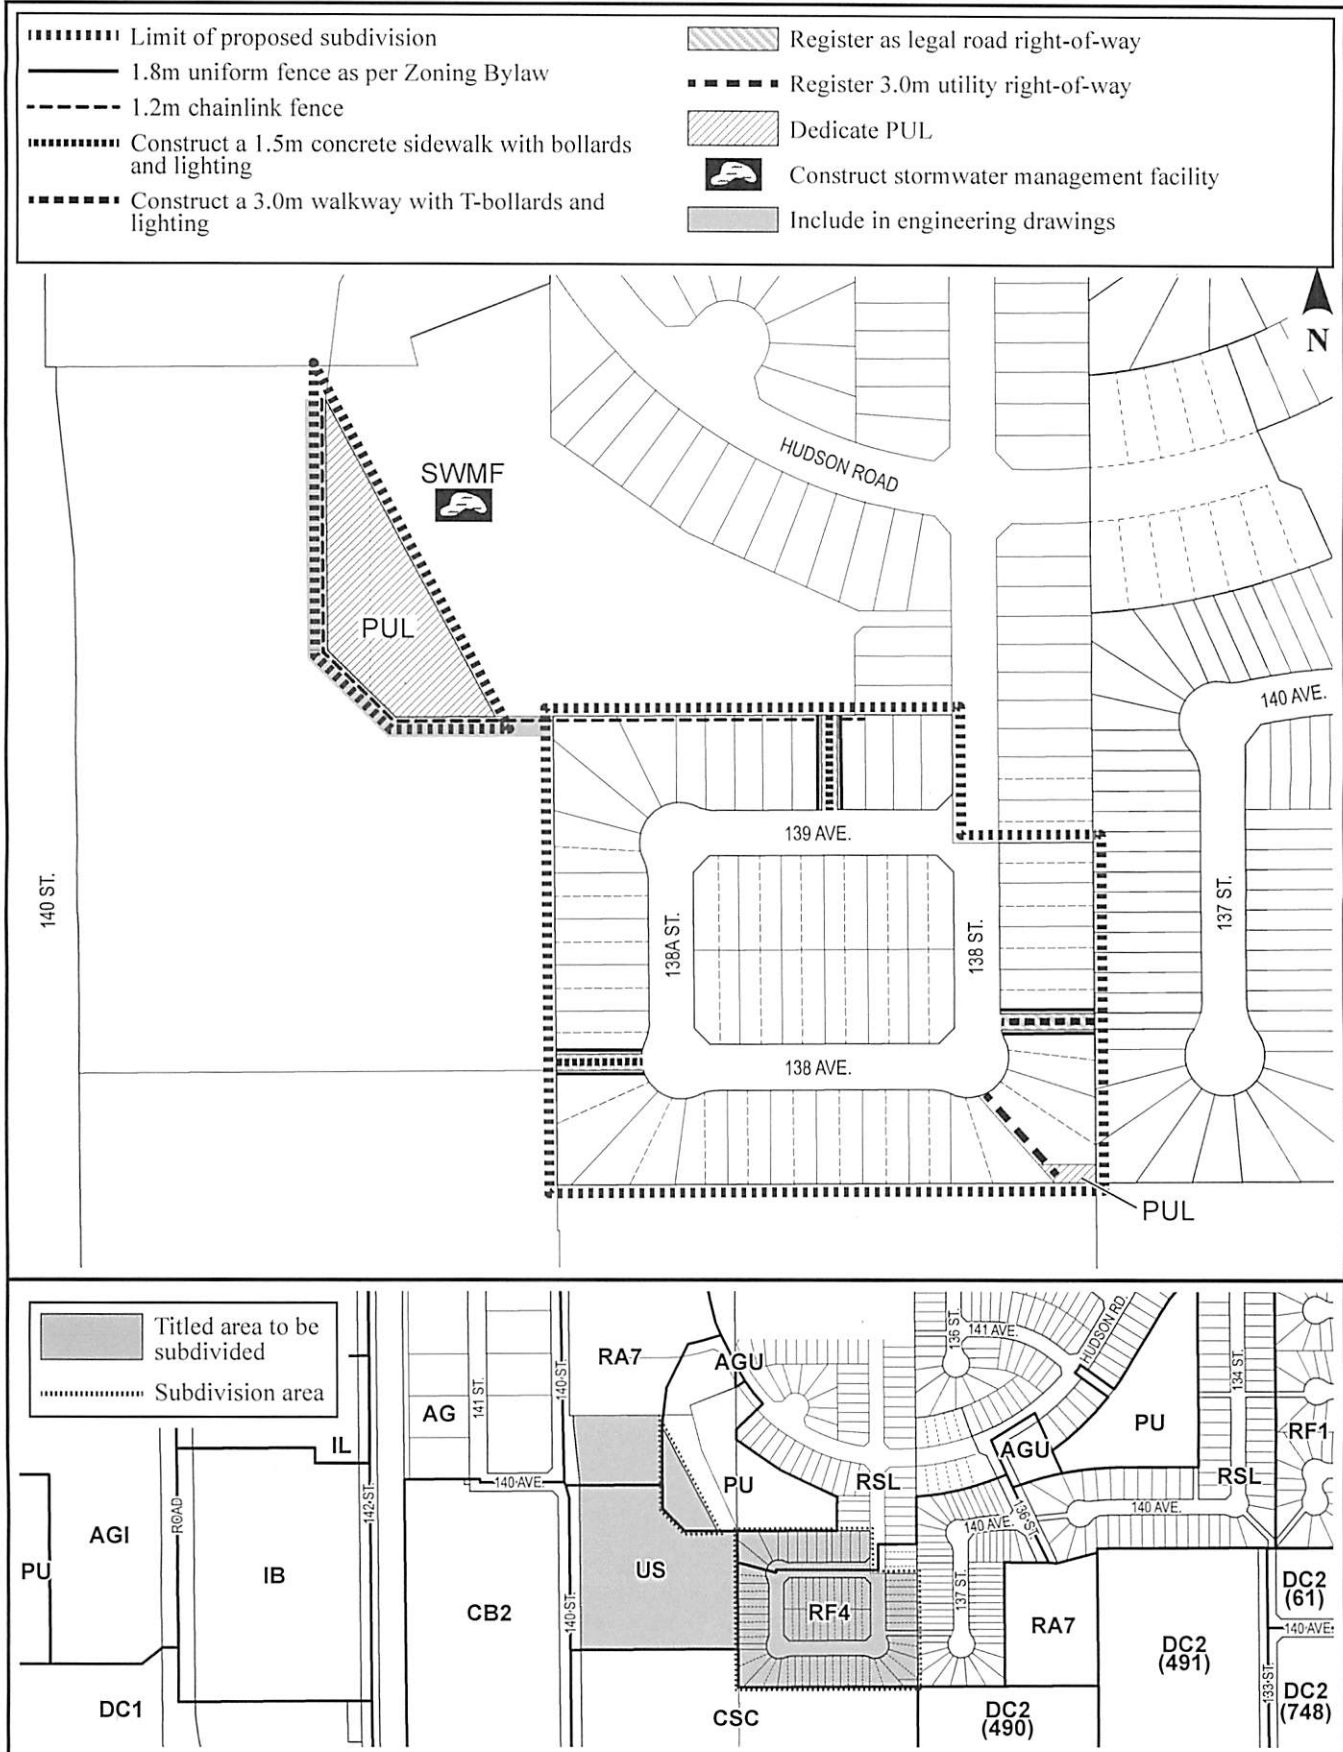 Limit of proposed subdivision
1.8m uniform fence as per Zoning Bylaw
1.2m chainlink fence
Construct a 1.5m concrete sidewalk with bollards
and lighting
Construct a 3.0m walkway with T-bollards and
lighting
Register as legal road right-of-way
Register 3.0m utility right-of-way
Dedicate PUL
Construct stormwater management facility
Include in engineering drawings
N
HUDSON ROAD
SWMF
PUL
140 AVE.
139 AVE.
140 ST.
138A ST.
138 ST.
137 ST.
138 AVE.
PUL
Titled area to be
subdivided
Subdivision area
RA7
AGU
136 ST.
141 AVE.
HUDSON RD.
134 ST.
AG
141 ST.
140 ST.
IL
PU
AGU
RF1
RSL
PU
RSL
140 AVE.
140 AVE.
140 AVE.
136 ST.
AGI
ROAD
142 ST.
PU
IB
US
CB2
140 ST.
RF4
137 ST.
RA7
DC2
(61)
140 AVE.
DC2
(491)
133 ST.
DC2
(748)
DC1
CSC
DC2
(490)